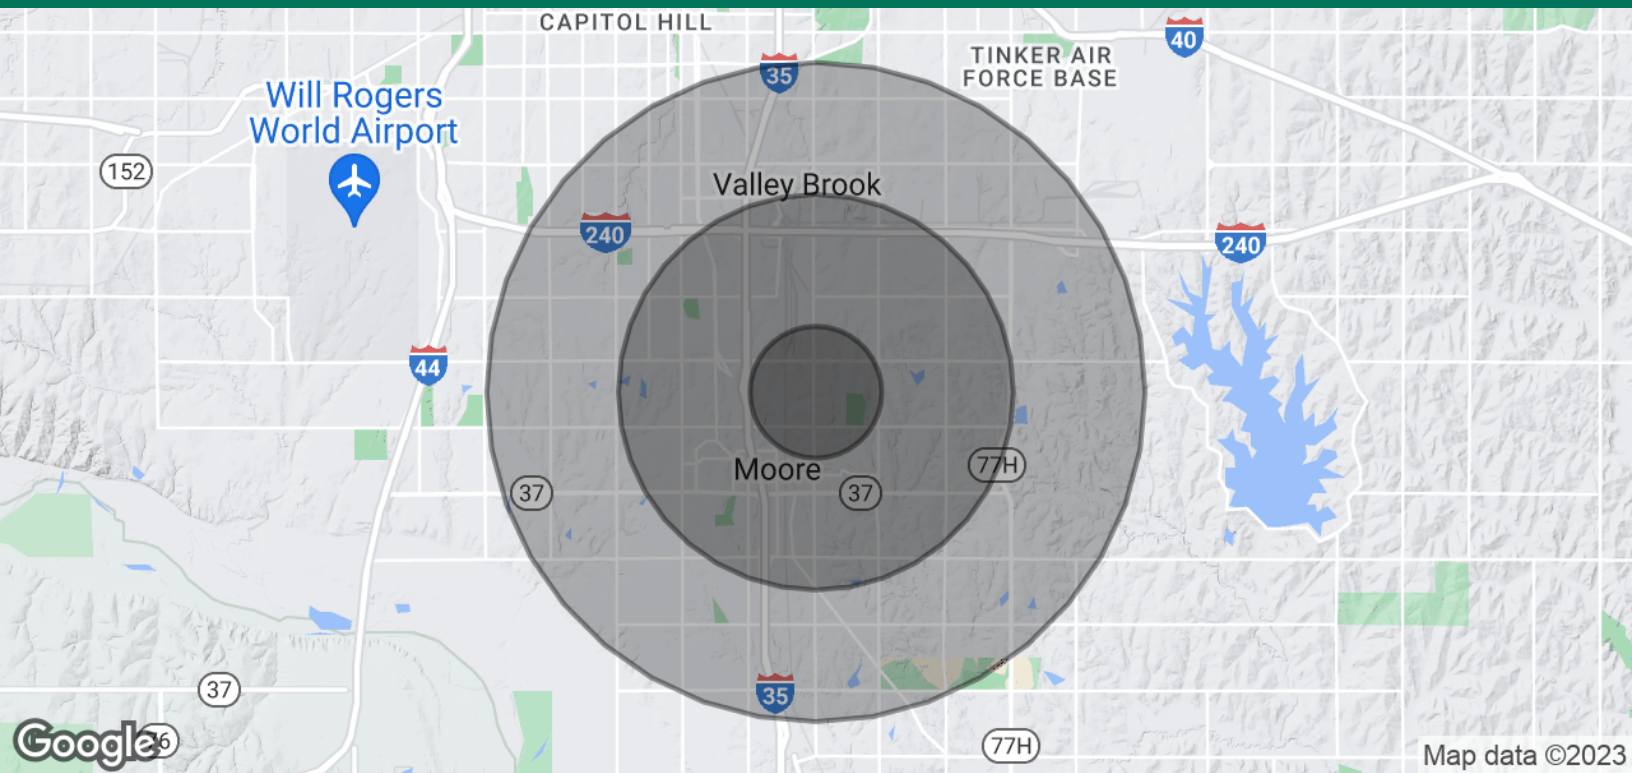 CAPITOL HILL
35
40
TINKER AIR
FORCE BASE
Will Rogers
World Airport
152
Valley Brook
240
240
44
Moore
77H
37
37
35
37
76
77H
Google
Map data ©2023